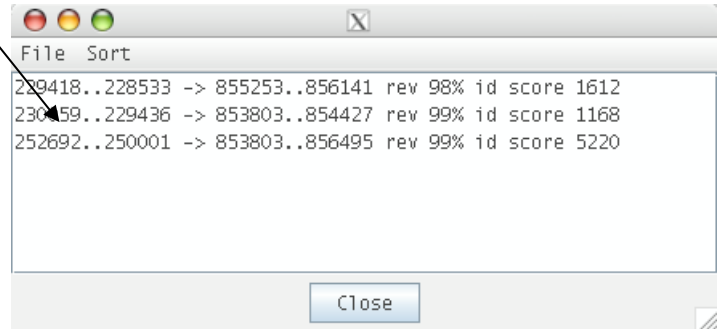 File Sort
229418..228533 -> 855253..856141 rev 98% id score 1612
..229436 -> 853803..854427 rev 99% id score 1168
252692..250001 -> 853803..856495 rev 99% id score 5220
Close